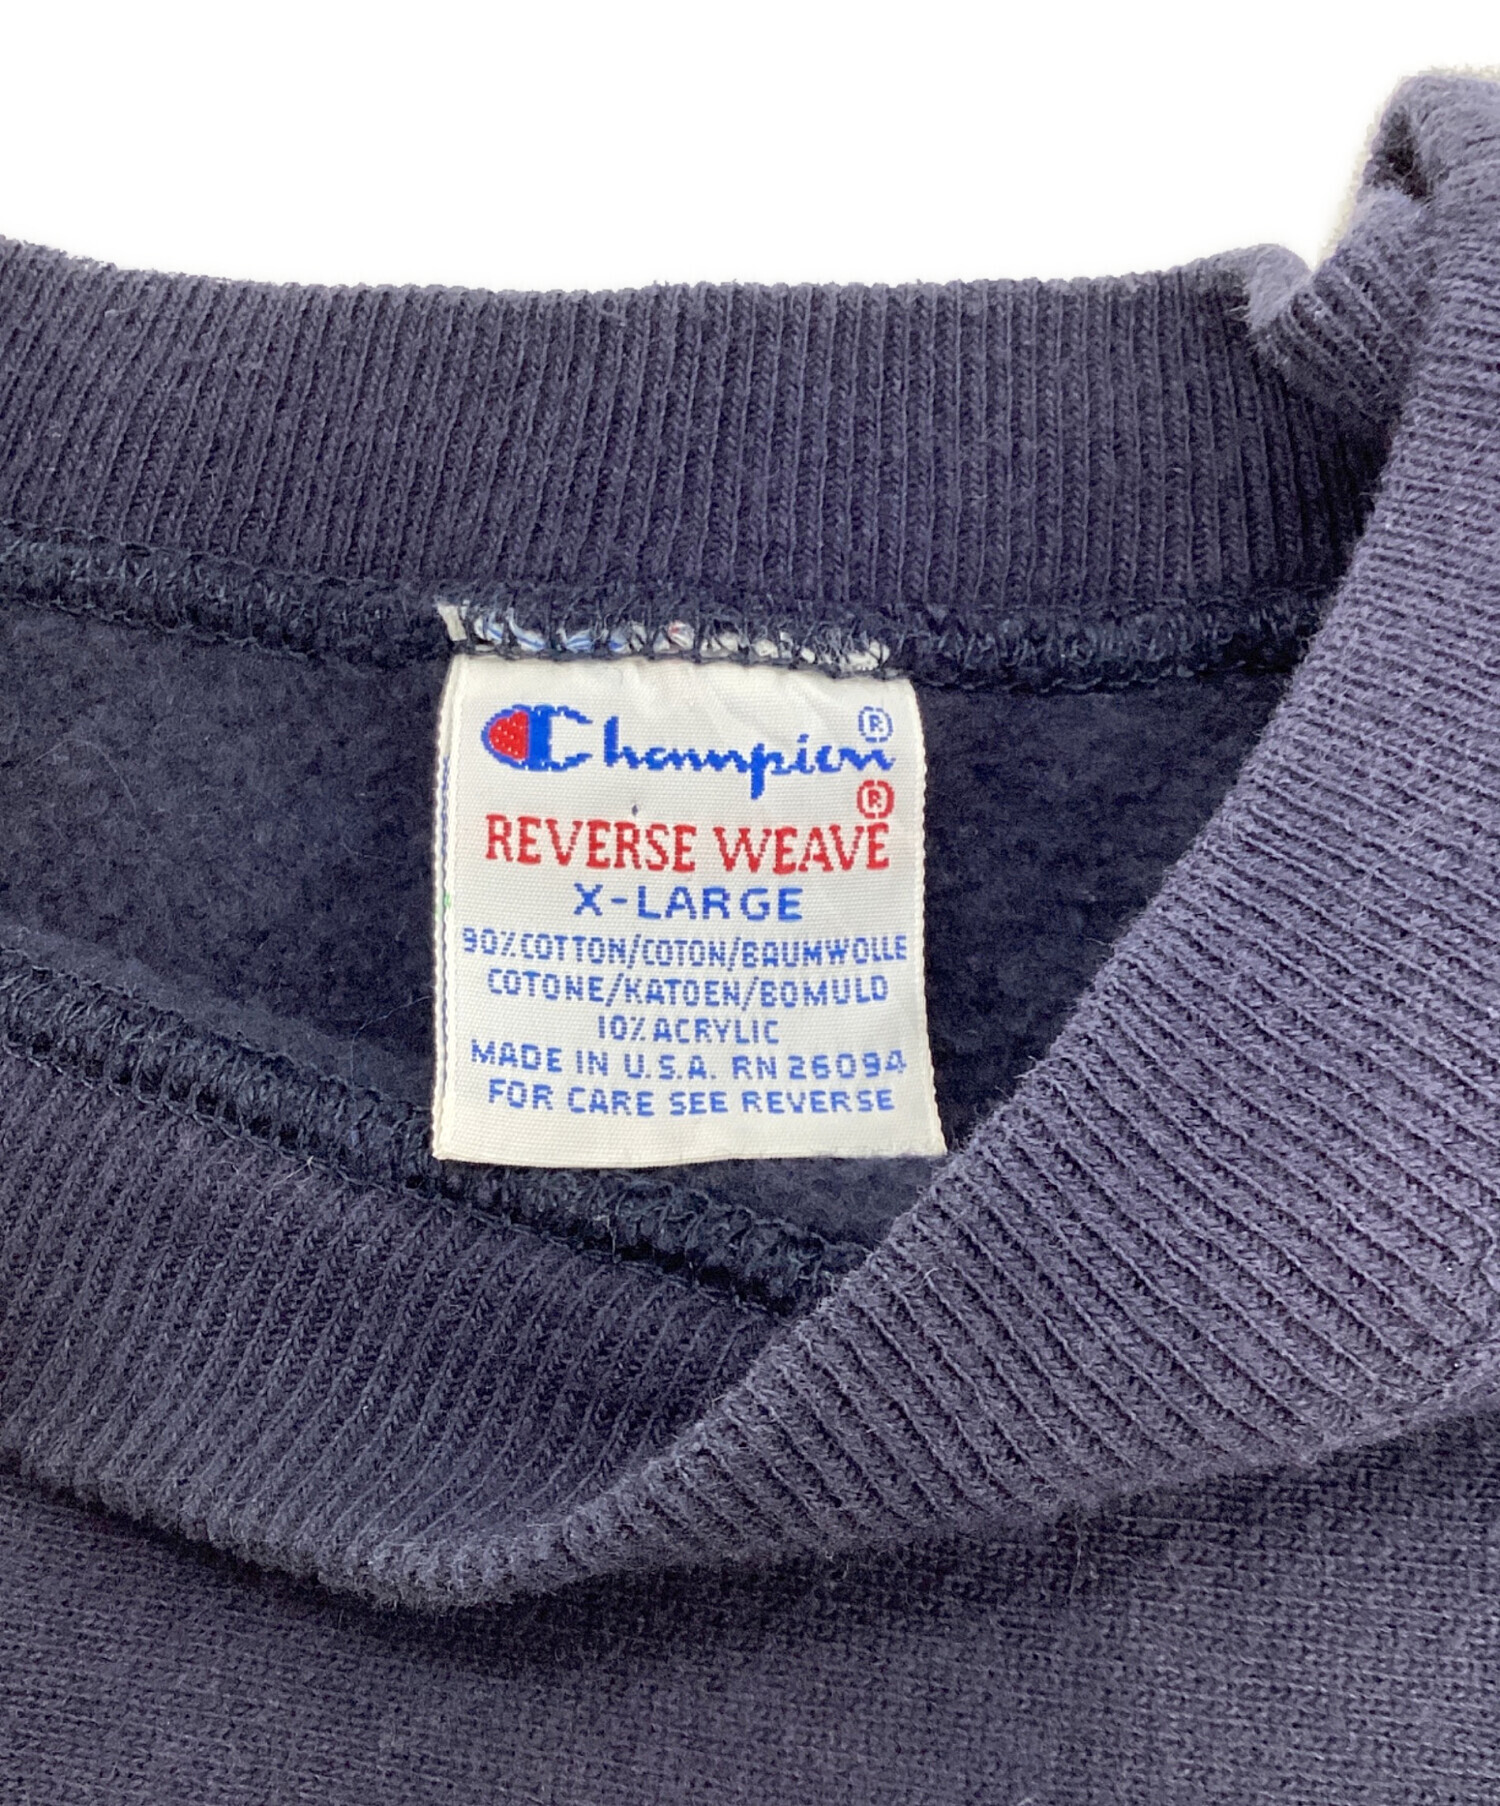 Champion®
REVERSE WEAVE®
X-LARGE
90% COTTON/COTON/BAUMWOLLE
COTONE/KATOEN/BOMULD
10% ACRYLIC
MADE IN U.S.A. RN 26094
FOR CARE SEE REVERSE